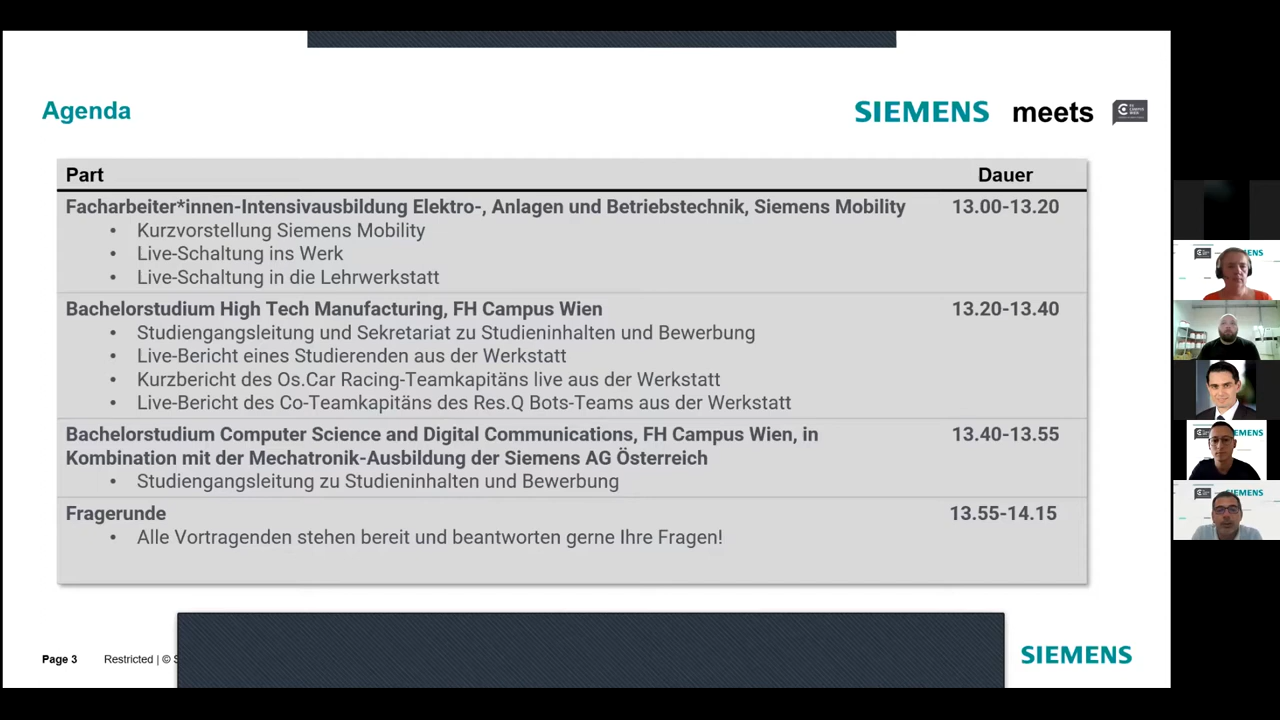 Agenda
SIEMENS meets
FH CAMPUS WIEN
Part Dauer
Facharbeiter*innen-Intensivausbildung Elektro-, Anlagen und Betriebstechnik, Siemens Mobility 13.00-13.20
• Kurzvorstellung Siemens Mobility
• Live-Schaltung ins Werk
• Live-Schaltung in die Lehrwerkstatt
Bachelorstudium High Tech Manufacturing, FH Campus Wien 13.20-13.40
• Studiengangsleitung und Sekretariat zu Studieninhalten und Bewerbung
• Live-Bericht eines Studierenden aus der Werkstatt
• Kurzbericht des Os.Car Racing-Teamkapitäns live aus der Werkstatt
• Live-Bericht des Co-Teamkapitäns des Res.Q Bots-Teams aus der Werkstatt
Bachelorstudium Computer Science and Digital Communications, FH Campus Wien, in 13.40-13.55
Kombination mit der Mechatronik-Ausbildung der Siemens AG Österreich
• Studiengangsleitung zu Studieninhalten und Bewerbung
Fragerunde 13.55-14.15
• Alle Vortragenden stehen bereit und beantworten gerne Ihre Fragen!
Page 3 Restricted | © S
SIEMENS